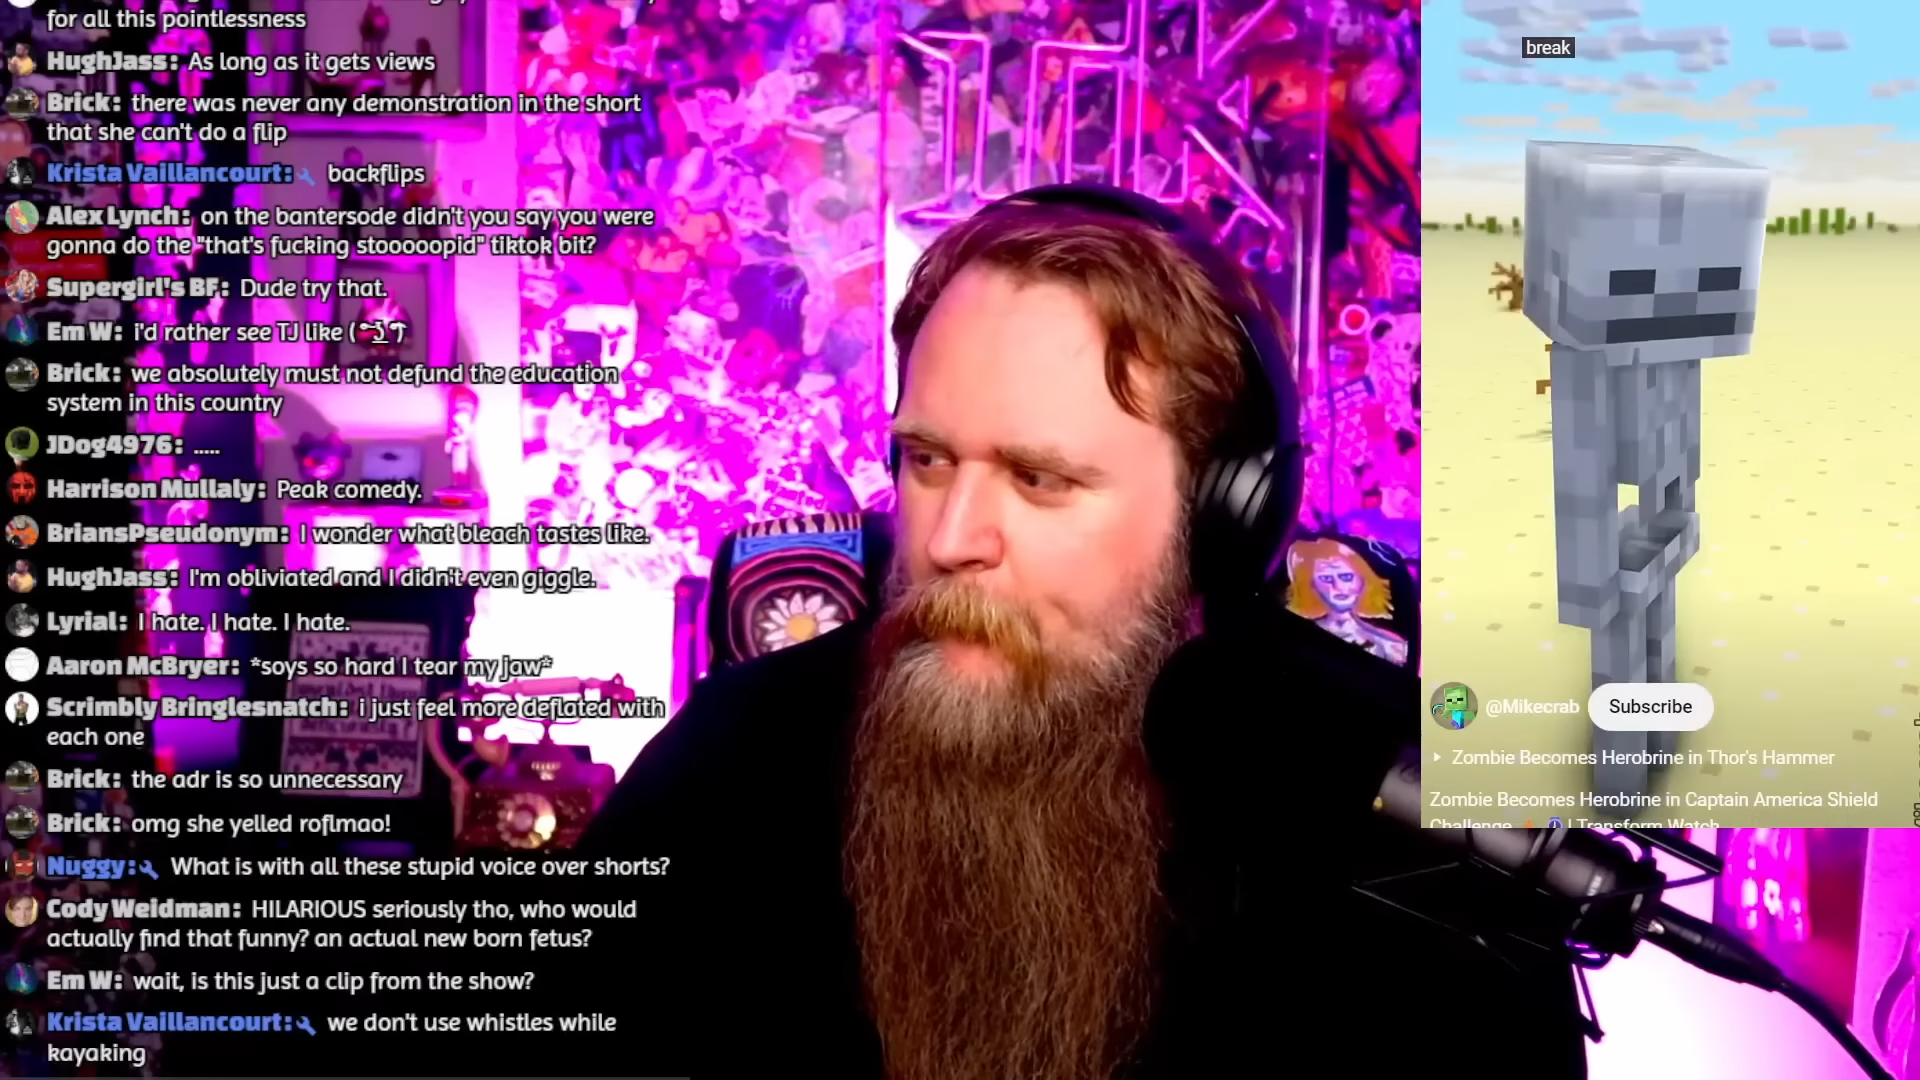 for all this pointlessness
HughJass: As long as it gets views
Brick: there was never any demonstration in the short
that she can't do a flip
Krista Vaillancourt: backflips
Alex Lynch: on the bantersode didn't you say you were
gonna do the "that's fucking stooooopid" tiktok bit?
Supergirl's BF: Dude try that.
Em W: i'd rather see TJ like ( ͡° ͜ʖ ͡°
Brick: we absolutely must not defund the education
system in this country
JDog4976: .....
Harrison Mullaly: Peak comedy.
BriansPseudonym: I wonder what bleach tastes like.
HughJass: I'm obliviated and I didn't even giggle.
Lyrial: I hate. I hate. I hate.
Aaron McBryer: *soys so hard I tear my jaw*
Scrimbly Bringlesnatch: i just feel more deflated with
each one
Brick: the adr is so unnecessary
Brick: omg she yelled roflmao!
Nuggy: What is with all these stupid voice over shorts?
Cody Weidman: HILARIOUS seriously tho, who would
actually find that funny? an actual new born fetus?
Em W: wait, is this just a clip from the show?
Krista Vaillancourt: we don't use whistles while
kayaking
break
@Mikecrab Subscribe
Zombie Becomes Herobrine in Thor's Hammer
Zombie Becomes Herobrine in Captain America Shield
Challenge | Transform Watch